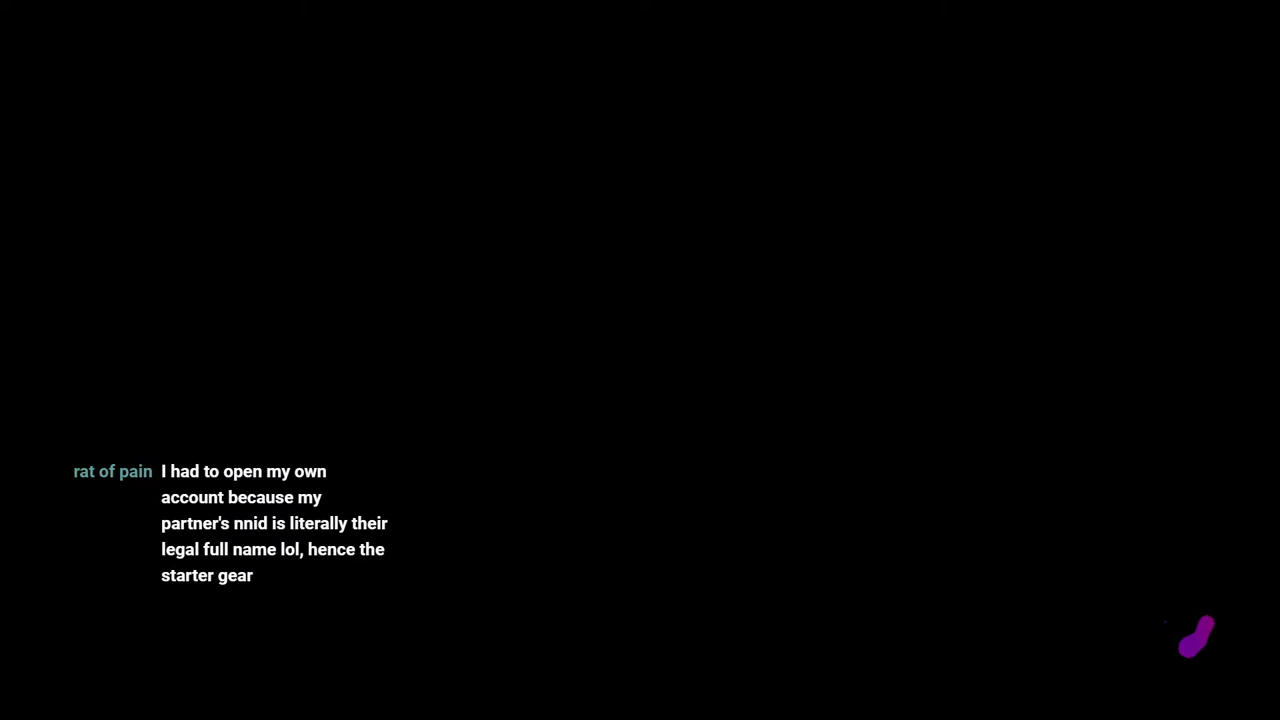 rat of pain I had to open my own
account because my
partner's nnid is literally their
legal full name lol, hence the
starter gear